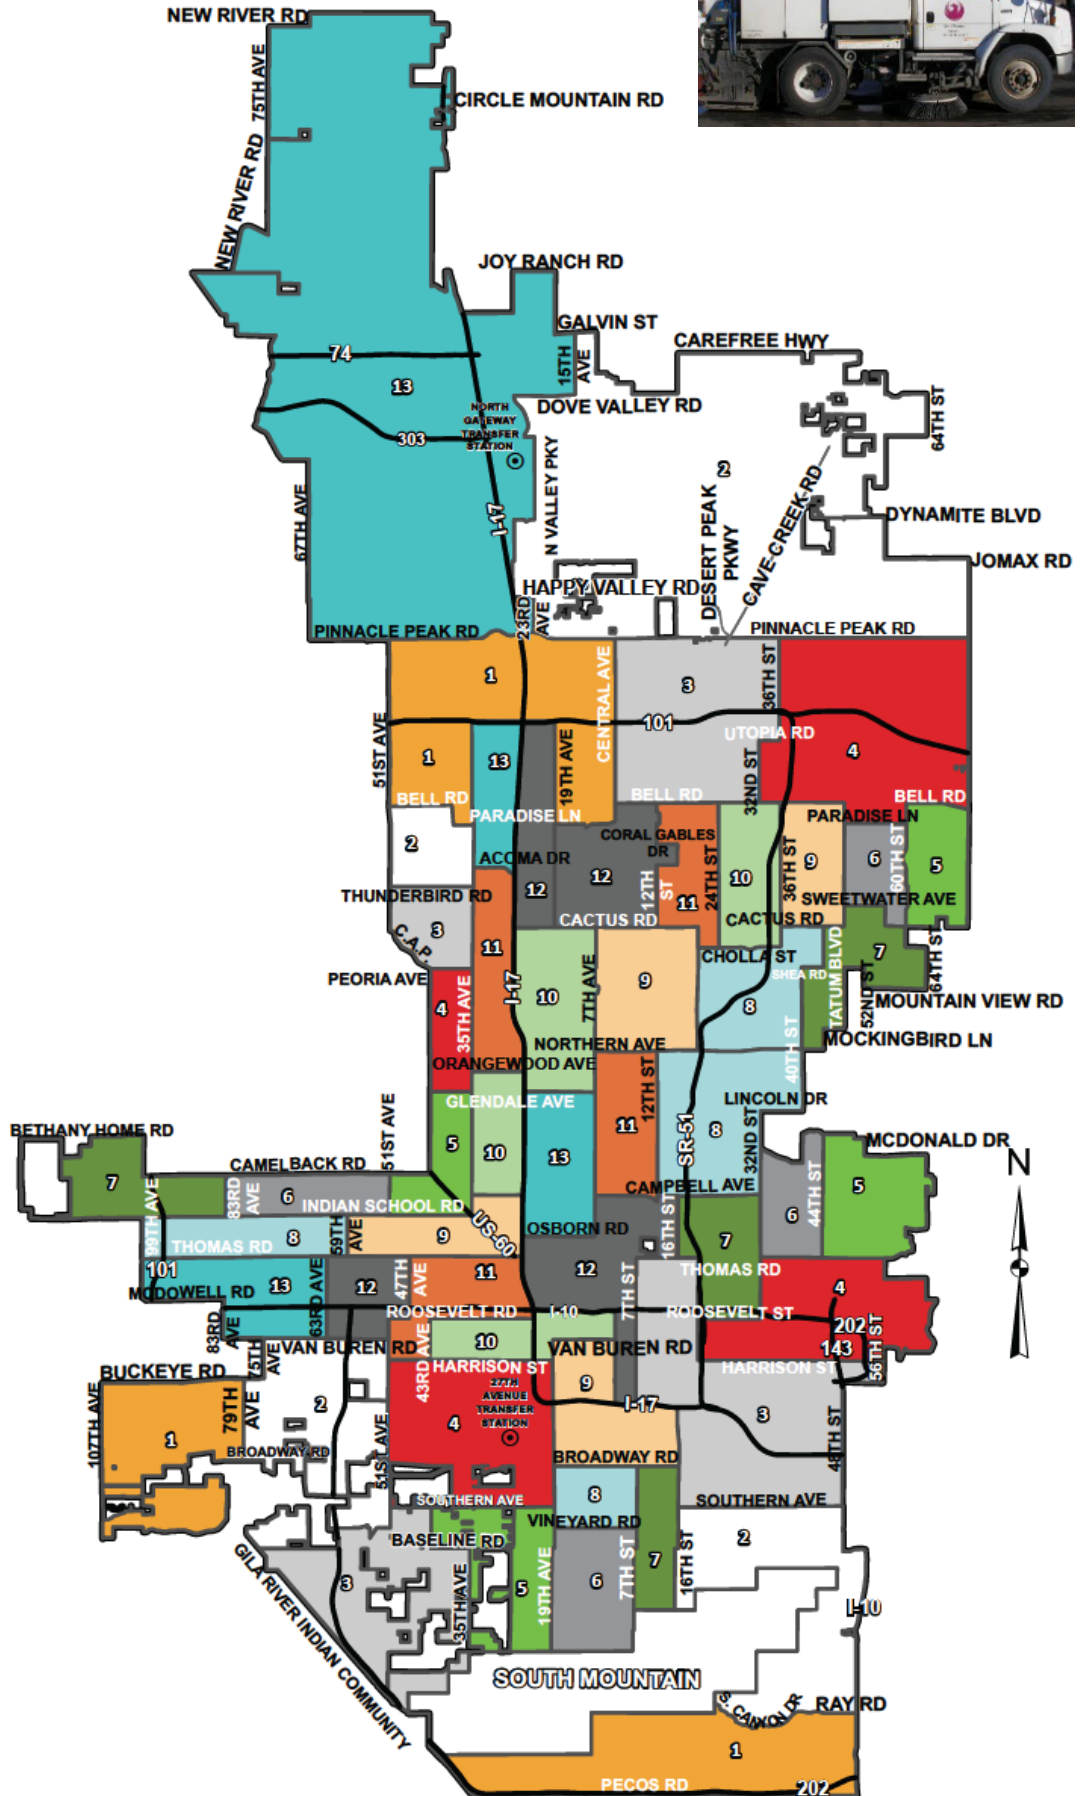 NEW RIVER RD
75TH AVE
CIRCLE MOUNTAIN RD
NEW RIVER RD
JOY RANCH RD
GALVIN ST
15TH
AVE
CAREFREE HWY
74
13
DOVE VALLEY RD
64TH ST
NORTH
GATEWAY
TRANSFER
STATION
303
2
N VALLEY PKY
I-17
67TH AVE
DESERT PEAK
PKWY
CAVE CREEK RD
DYNAMITE BLVD
JOMAX RD
HAPPY VALLEY RD
23RD
AVE
PINNACLE PEAK RD
PINNACLE PEAK RD
1
CENTRAL AVE
3
36TH ST
51ST AVE
101
UTOPIA RD
4
1
13
19TH AVE
32ND ST
BELL RD
BELL RD
BELL RD
PARADISE LN
PARADISE LN
2
ACOMA DR
CORAL GABLES
DR
12
12
12TH
ST
11
24TH ST
10
36TH ST
9
6
60TH ST
5
THUNDERBIRD RD
SWEETWATER AVE
3
C.A.P.
CACTUS RD
CACTUS RD
11
CHOLLA ST
TATUM BLVD
7
64TH ST
PEORIA AVE
I-17
10
7TH AVE
9
SHEA RD
52ND ST
4
35TH AVE
8
MOUNTAIN VIEW RD
NORTHERN AVE
40TH ST
MOCKINGBIRD LN
ORANGEWOOD AVE
12TH ST
GLENDALE AVE
LINCOLN DR
51ST AVE
5
10
11
SR-51
8
32ND ST
BETHANY HOME RD
MCDONALD DR
N
13
CAMELBACK RD
7
99TH AVE
83RD
AVE
6
INDIAN SCHOOL RD
CAMPBELL AVE
44TH ST
5
6
US-60
OSBORN RD
16TH ST
7
THOMAS RD
8
59TH
AVE
9
101
THOMAS RD
13
63RD AVE
12
47TH
AVE
11
12
7TH ST
4
MCDOWELL RD
ROOSEVELT RD
I-10
ROOSEVELT ST
83RD
AVE
75TH
AVE
VAN BUREN RD
43RD AVE
10
VAN BUREN RD
202
143
56TH ST
BUCKEYE RD
HARRISON ST
HARRISON ST
27TH
AVENUE
TRANSFER
STATION
9
I-17
107TH AVE
79TH
AVE
2
1
BROADWAY RD
51ST AVE
4
3
48TH ST
BROADWAY RD
8
SOUTHERN AVE
SOUTHERN AVE
VINEYARD RD
BASELINE RD
2
GILA RIVER INDIAN COMMUNITY
3
35TH AVE
5
19TH AVE
6
7TH ST
7
16TH ST
I-10
SOUTH MOUNTAIN
S. CANYON DR
RAY RD
1
PECOS RD
202